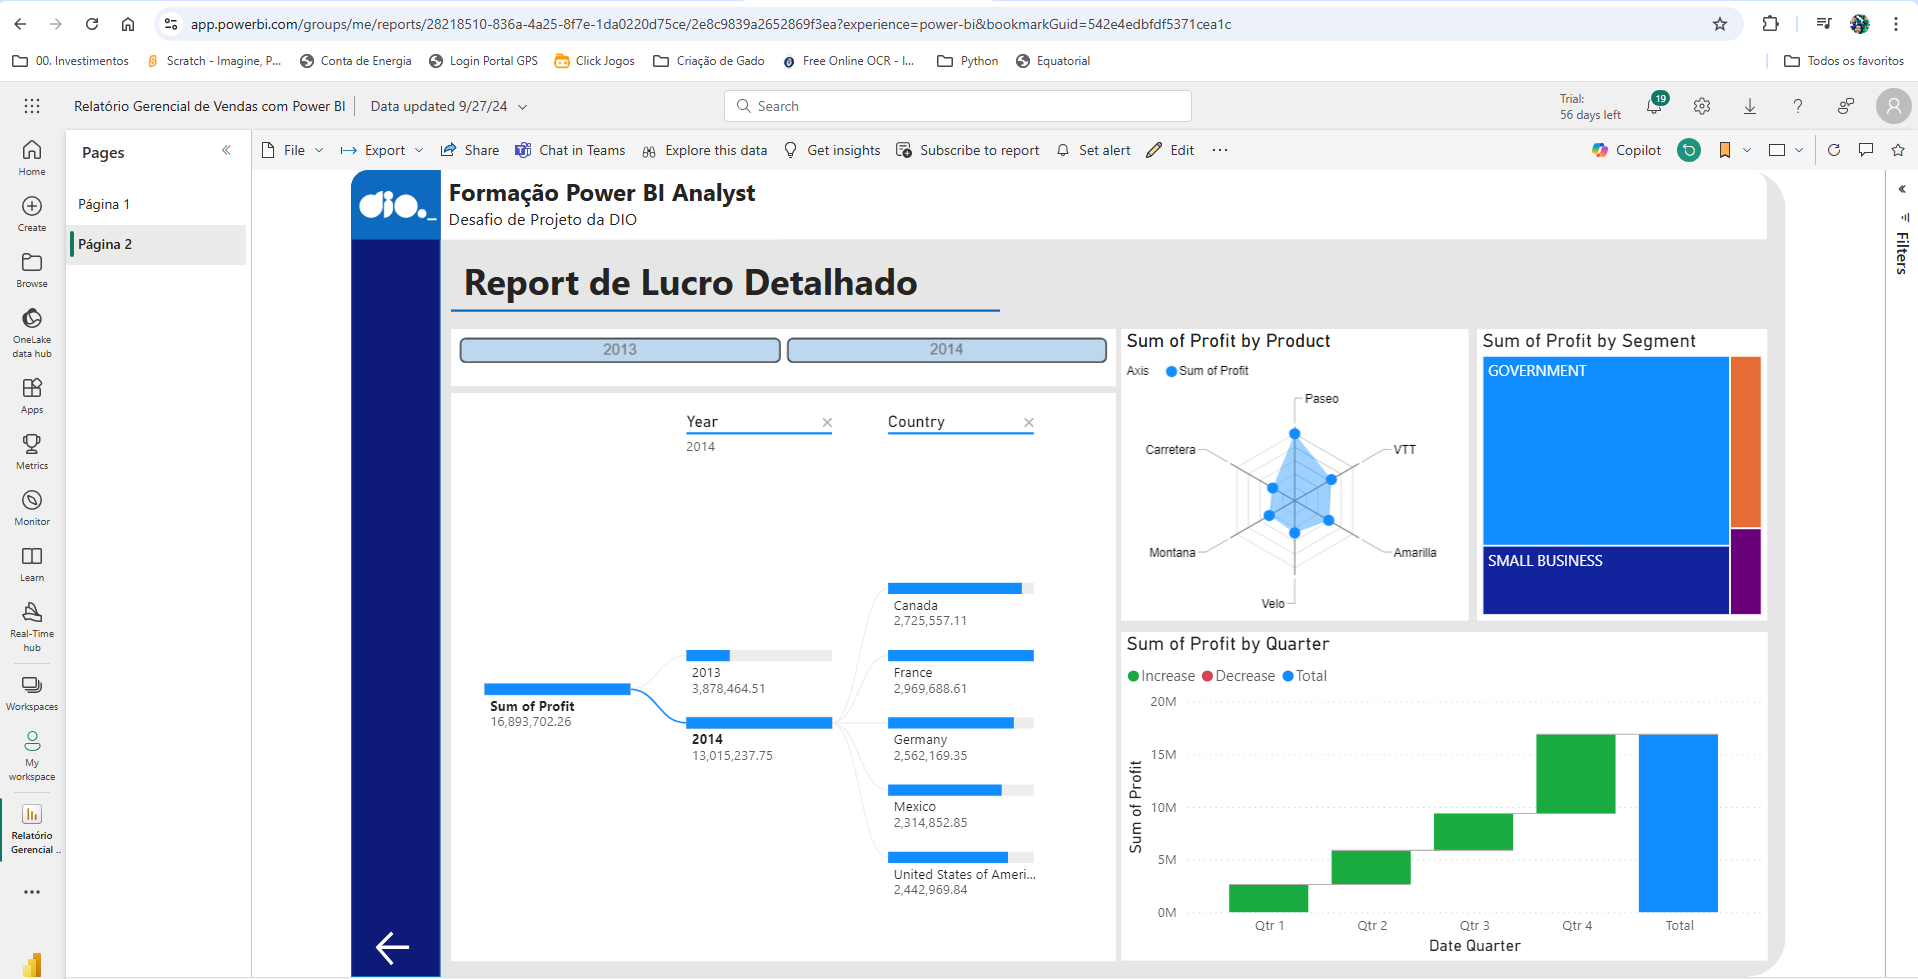 app.powerbi.com/groups/me/reports/28218510-836a-4a25-8f7e-1da0220d75ce/2e8c9839a2652869f3ea?experience=power-bi&bookmarkGuid=542e4edbfdf5371cea1c
00. Investimentos
Scratch - Imagine, P...
Conta de Energia
Login Portal GPS
Click Jogos
Criação de Gado
Free Online OCR - I...
Python
Equatorial
Todos os favoritos
Relatório Gerencial de Vendas com Power BI
Data updated 9/27/24
Search
Trial:
56 days left
19
Home
Create
Browse
OneLake
data hub
Apps
Metrics
Monitor
Learn
Real-Time
hub
Workspaces
My
workspace
Relatório
Gerencial ..
Pages
Página 1
Página 2
File
Export
Share
Chat in Teams
Explore this data
Get insights
Subscribe to report
Set alert
Edit
Copilot
Filters
dio._
Formação Power BI Analyst
Desafio de Projeto da DIO
Report de Lucro Detalhado
2013
2014
Year
2014
Country
Sum of Profit
16,893,702.26
2013
3,878,464.51
2014
13,015,237.75
Canada
2,725,557.11
France
2,969,688.61
Germany
2,562,169.35
Mexico
2,314,852.85
United States of Ameri...
2,442,969.84
Sum of Profit by Product
Axis
Sum of Profit
Paseo
VTT
Amarilla
Velo
Montana
Carretera
Sum of Profit by Segment
GOVERNMENT
SMALL BUSINESS
Sum of Profit by Quarter
Increase
Decrease
Total
Sum of Profit
20M
15M
10M
5M
0M
Qtr 1
Qtr 2
Qtr 3
Qtr 4
Total
Date Quarter